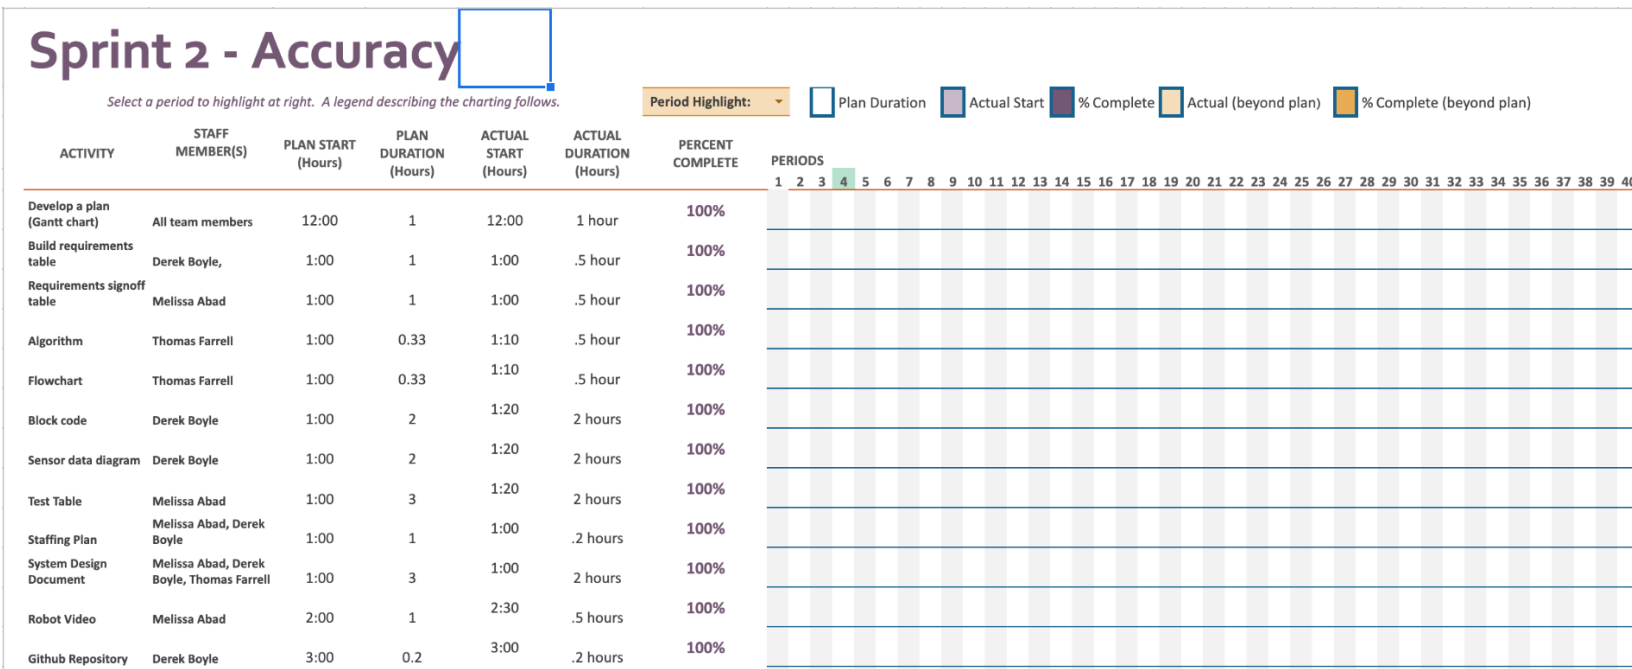 Sprint 2 - Accuracy
Select a period to highlight at right. A legend describing the charting follows.
Period Highlight:
Plan Duration
Actual Start
% Complete
Actual (beyond plan)
% Complete (beyond plan)
ACTIVITY
STAFF
MEMBER(S)
PLAN START
(Hours)
PLAN
DURATION
(Hours)
ACTUAL
START
(Hours)
ACTUAL
DURATION
(Hours)
PERCENT
COMPLETE
PERIODS
1 2 3 4 5 6 7 8 9 10 11 12 13 14 15 16 17 18 19 20 21 22 23 24 25 26 27 28 29 30 31 32 33 34 35 36 37 38 39 40
Develop a plan
(Gantt chart) All team members 12:00 1 12:00 1 hour 100%
Build requirements
table Derek Boyle, 1:00 1 1:00 .5 hour 100%
Requirements signoff
table Melissa Abad 1:00 1 1:00 .5 hour 100%
Algorithm Thomas Farrell 1:00 0.33 1:10 .5 hour 100%
Flowchart Thomas Farrell 1:00 0.33 1:10 .5 hour 100%
Block code Derek Boyle 1:00 2 1:20 2 hours 100%
Sensor data diagram Derek Boyle 1:00 2 1:20 2 hours 100%
Test Table Melissa Abad 1:00 3 1:20 2 hours 100%
Melissa Abad, Derek
Staffing Plan Boyle 1:00 1 1:00 .2 hours 100%
System Design Melissa Abad, Derek
Document Boyle, Thomas Farrell 1:00 3 1:00 2 hours 100%
Robot Video Melissa Abad 2:00 1 2:30 .5 hours 100%
Github Repository Derek Boyle 3:00 0.2 3:00 .2 hours 100%